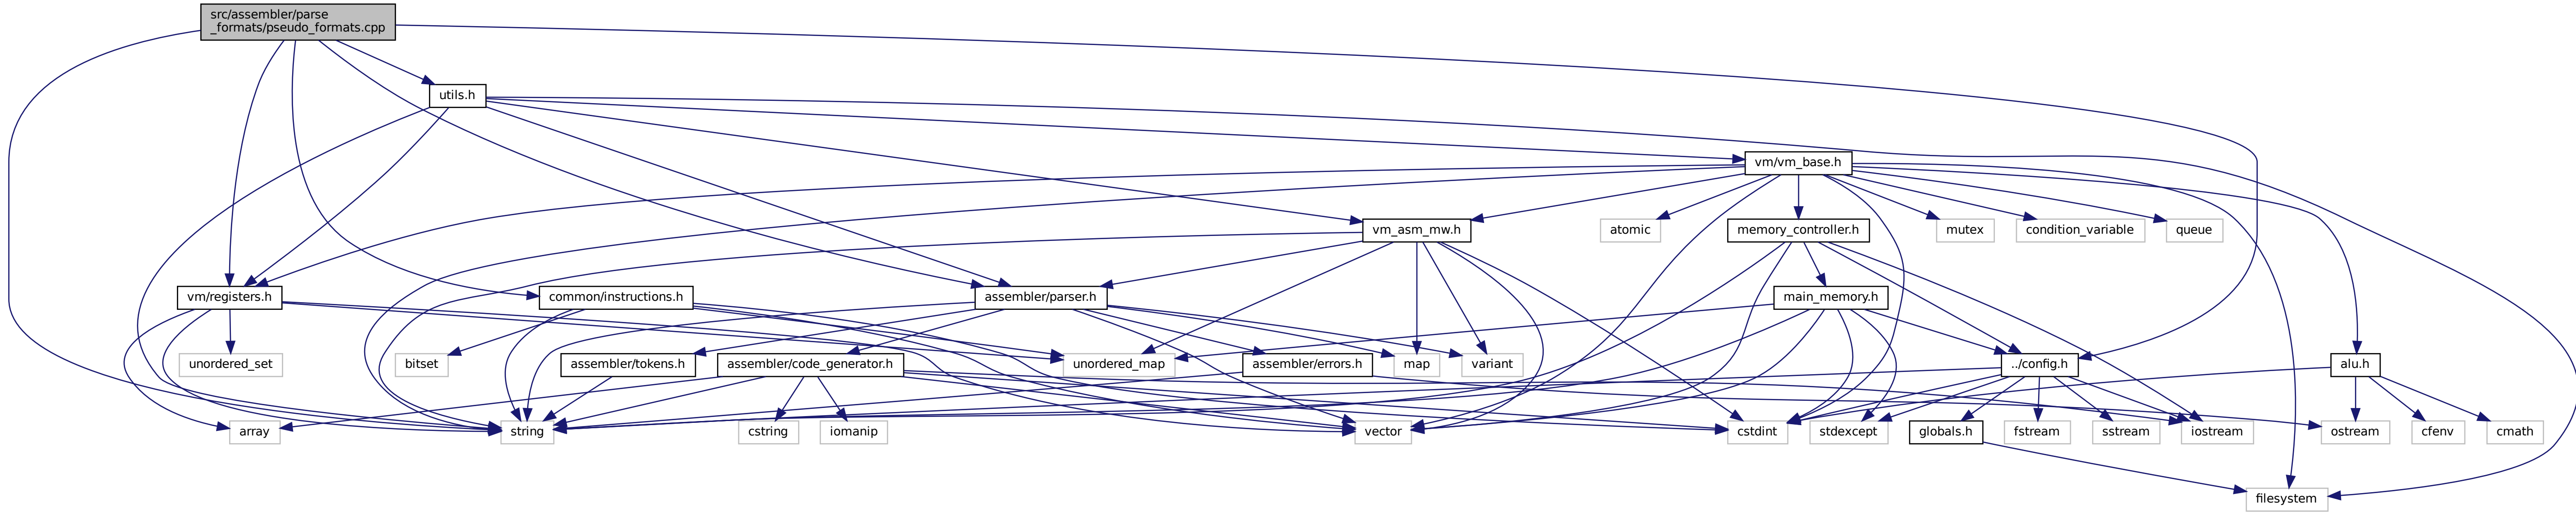 src/assembler/parse
_formats/pseudo_formats.cpp
utils.h
vm/vm_base.h
vm_asm_mw.h
atomic
memory_controller.h
mutex
condition_variable
queue
vm/registers.h
common/instructions.h
assembler/parser.h
main_memory.h
unordered_set
bitset
assembler/tokens.h
assembler/code_generator.h
unordered_map
assembler/errors.h
map
variant
../config.h
alu.h
array
string
cstring
iomanip
vector
cstdint
stdexcept
globals.h
fstream
sstream
iostream
ostream
cfenv
cmath
filesystem